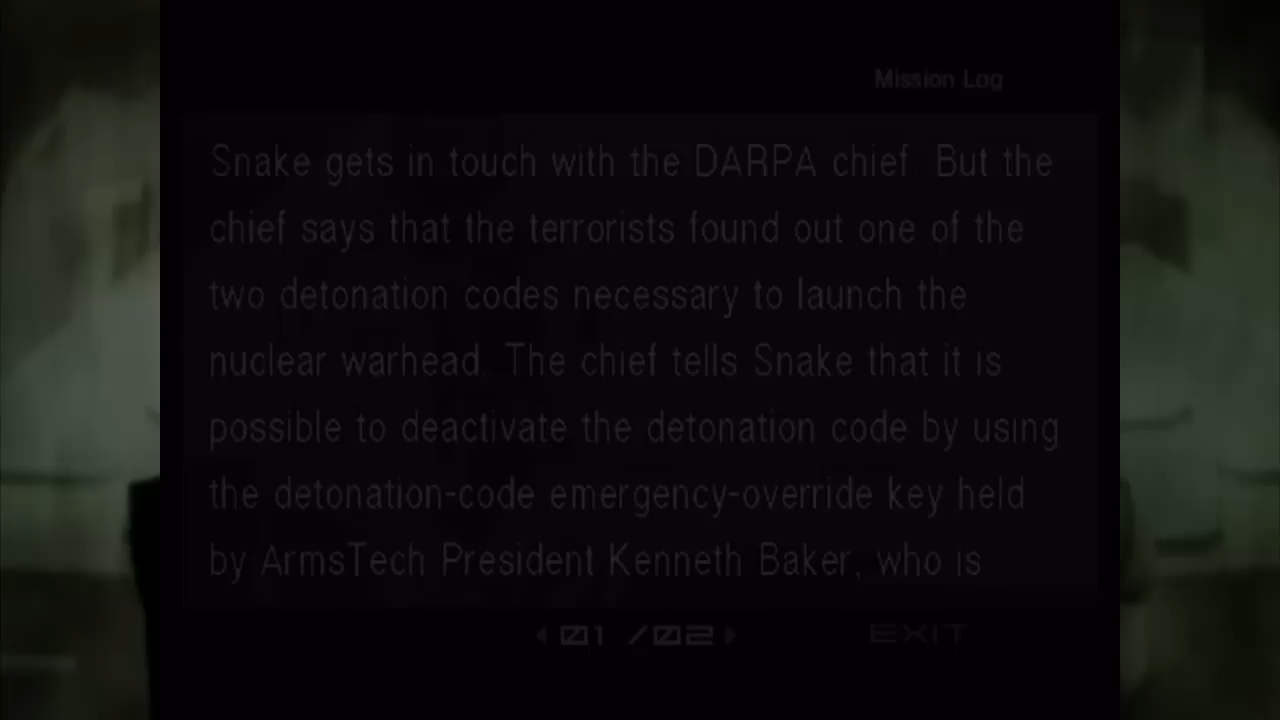 Mission Log
Snake gets in touch with the DARPA chief. But the
chief says that the terrorists found out one of the
two detonation codes necessary to launch the
nuclear warhead. The chief tells Snake that it is
possible to deactivate the detonation code by using
the detonation-code emergency-override key held
by ArmsTech President Kenneth Baker, who is
01 /02 EXIT